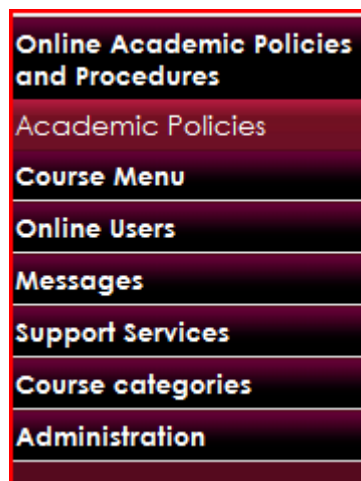 Online Academic Policies
and Procedures
Academic Policies
Course Menu
Online Users
Messages
Support Services
Course categories
Administration